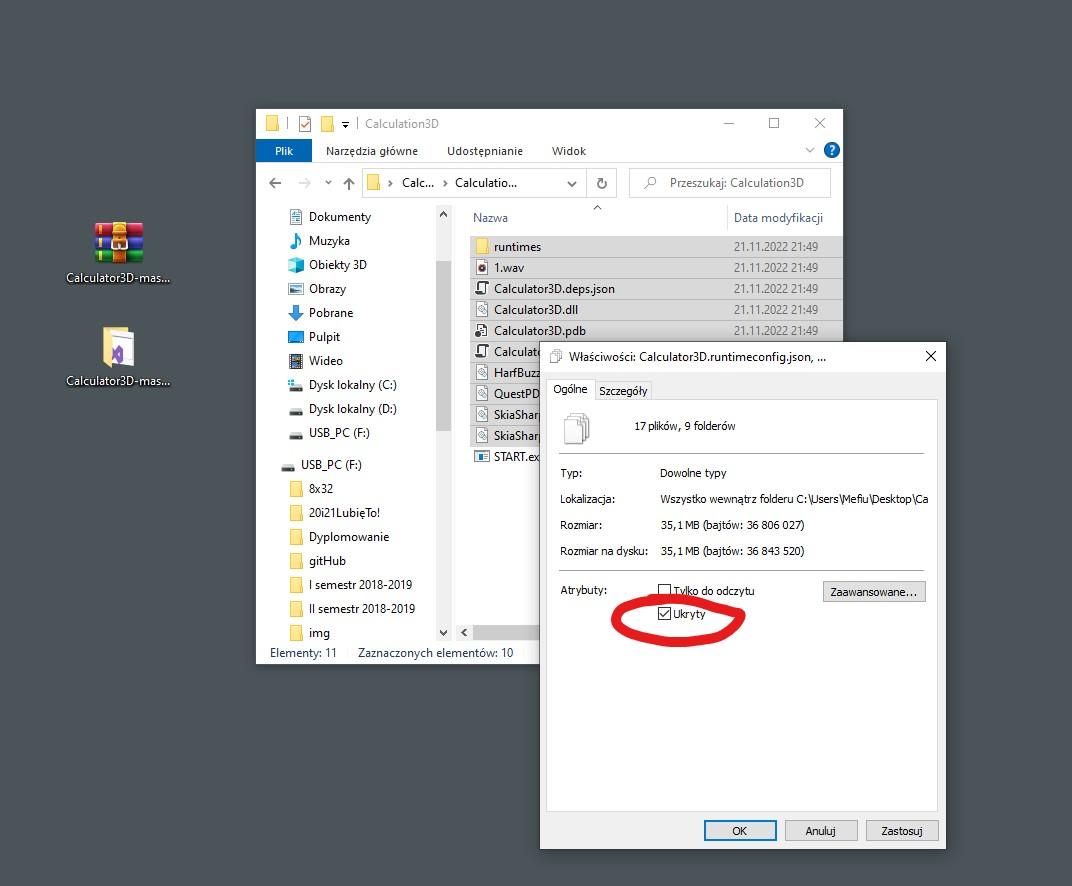 Calculator3D-mas...
Calculator3D-mas...
Calculation3D
Plik Narzędzia główne Udostępnianie Widok
Calc... Calculatio... Przeszukaj: Calculation3D
Dokumenty
Muzyka
Obiekty 3D
Obrazy
Pobrane
Pulpit
Wideo
Dysk lokalny (C:)
Dysk lokalny (D:)
USB_PC (F:)
USB_PC (F:)
8x32
20i21LubięTo!
Dyplomowanie
gitHub
I semestr 2018-2019
II semestr 2018-2019
img
Nazwa Data modyfikacji
runtimes 21.11.2022 21:49
1.wav 21.11.2022 21:49
Calculator3D.deps.json 21.11.2022 21:49
Calculator3D.dll 21.11.2022 21:49
Calculator3D.pdb 21.11.2022 21:49
Calculato
HarfBuzz
QuestPD
SkiaShar
SkiaShar
START.ex
Elementy: 11 Zaznaczonych elementów: 10
Właściwości: Calculator3D.runtimeconfig.json, ...
Ogólne Szczegóły
17 plików, 9 folderów
Typ: Dowolne typy
Lokalizacja: Wszystko wewnątrz folderu C:\Users\Mefiu\Desktop\Ca
Rozmiar: 35,1 MB (bajtów: 36 806 027)
Rozmiar na dysku: 35,1 MB (bajtów: 36 843 520)
Atrybuty: Tylko do odczytu Zaawansowane...
Ukryty
OK Anuluj Zastosuj